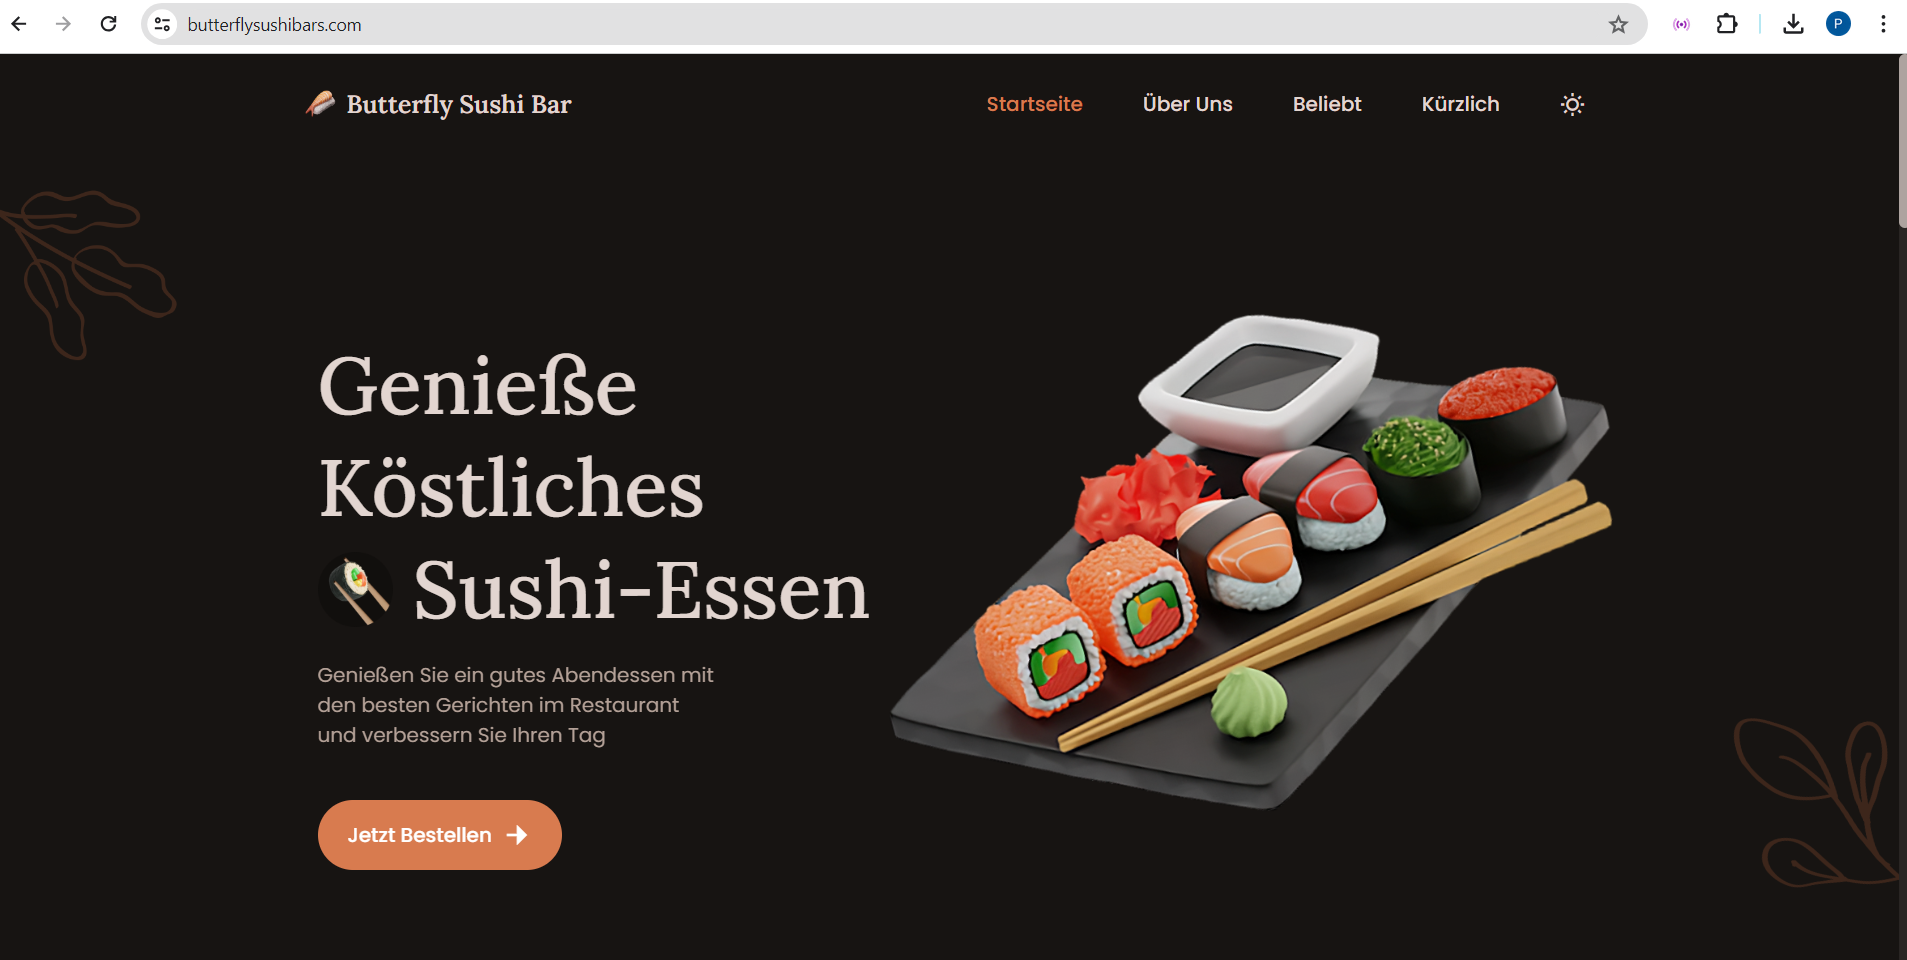 butterflysushibars.com
P
Butterfly Sushi Bar
Startseite
Über Uns
Beliebt
Kürzlich
Genieße
Köstliches
Sushi-Essen
Genießen Sie ein gutes Abendessen mit
den besten Gerichten im Restaurant
und verbessern Sie Ihren Tag
Jetzt Bestellen